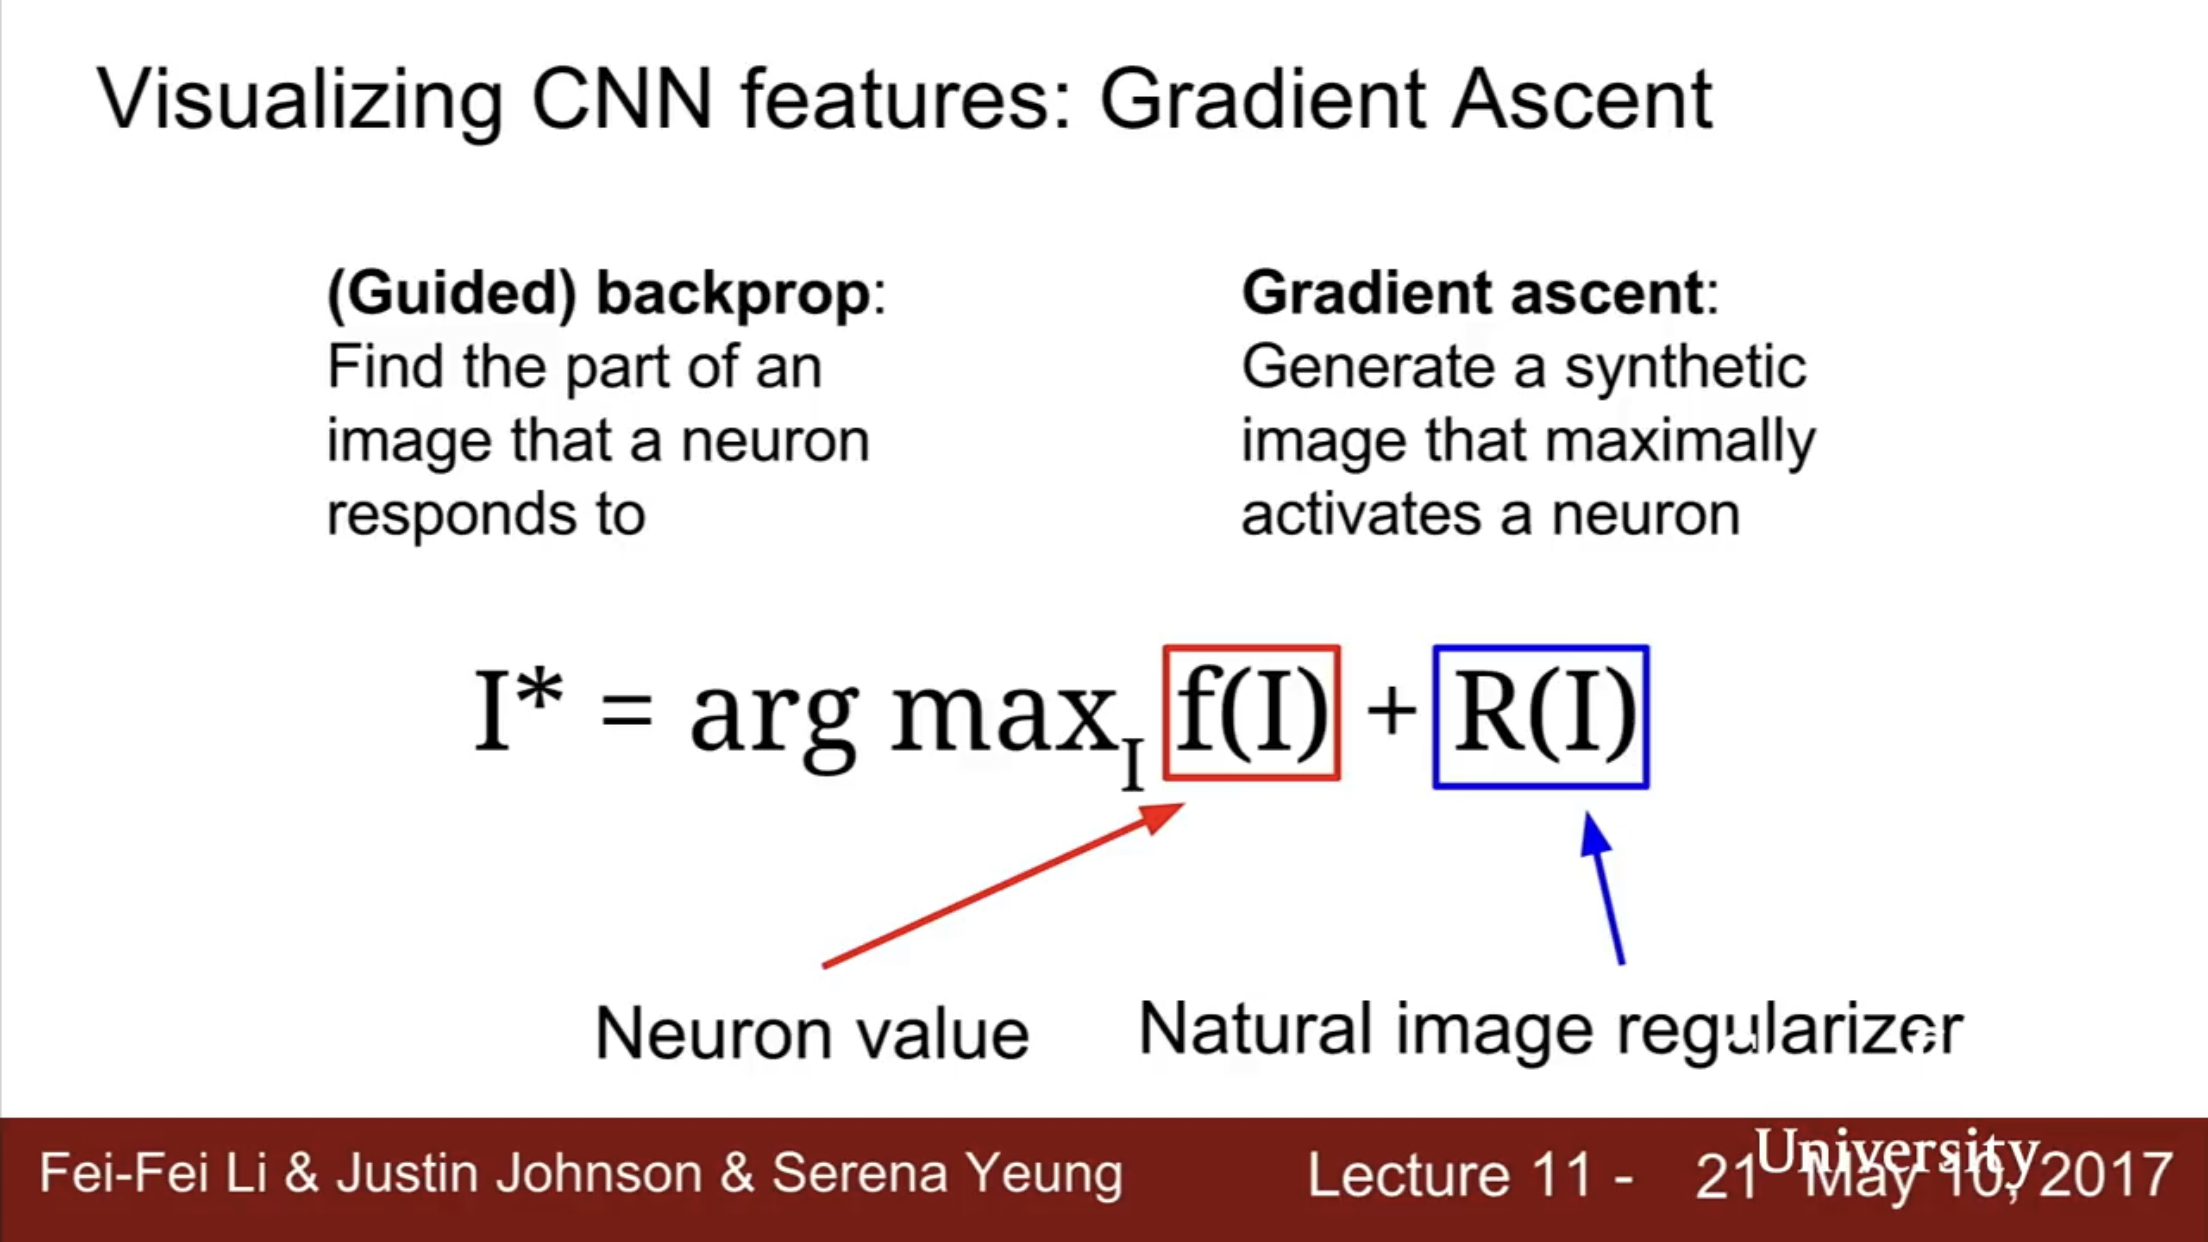 Visualizing CNN features: Gradient Ascent
(Guided) backprop:
Find the part of an
image that a neuron
responds to
Gradient ascent:
Generate a synthetic
image that maximally
activates a neuron
I* = arg max_I f(I) + R(I)
Neuron value
Natural image regularizer
Fei-Fei Li & Justin Johnson & Serena Yeung
Lecture 11 - 21
University
May 10, 2017